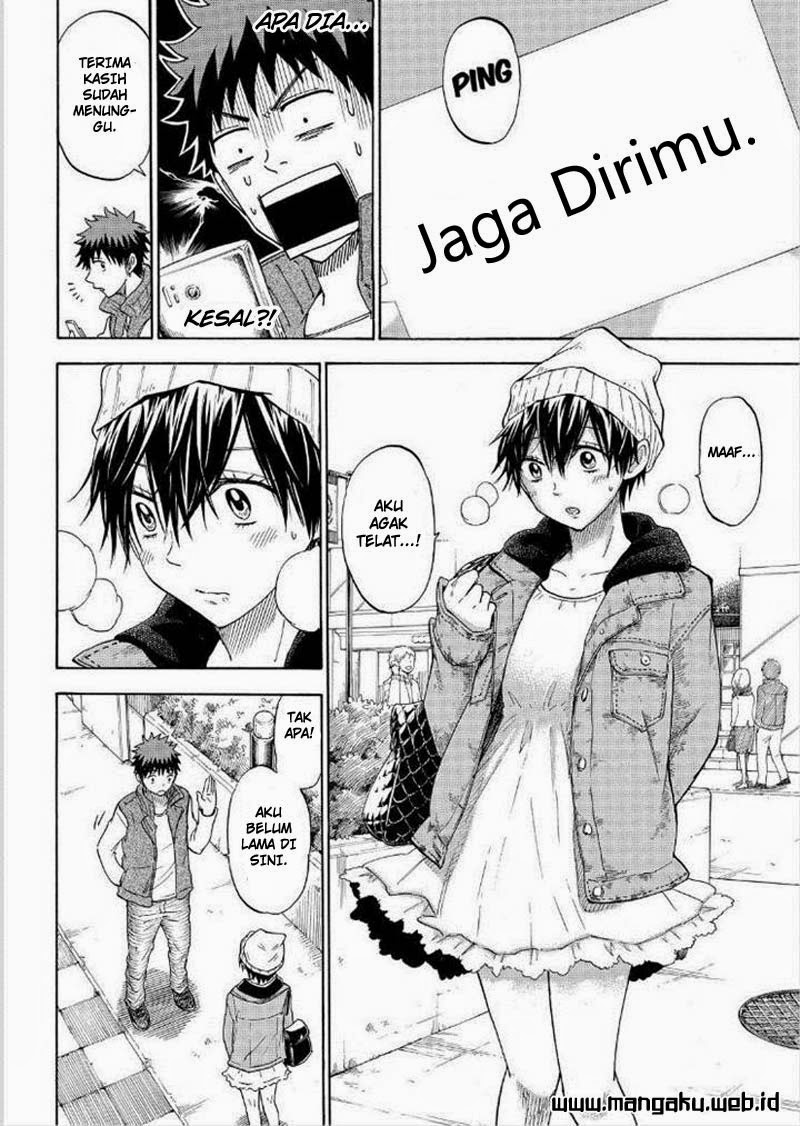 PING
Jaga Dirimu.
APA DIA...
KESAL?!
TERIMA
KASIH
SUDAH
MENUNG-
GU.
MAAF...
AKU
AGAK
TELAT...!
TAK
APA!
AKU
BELUM
LAMA DI
SINI.
www.mangaku.web.id